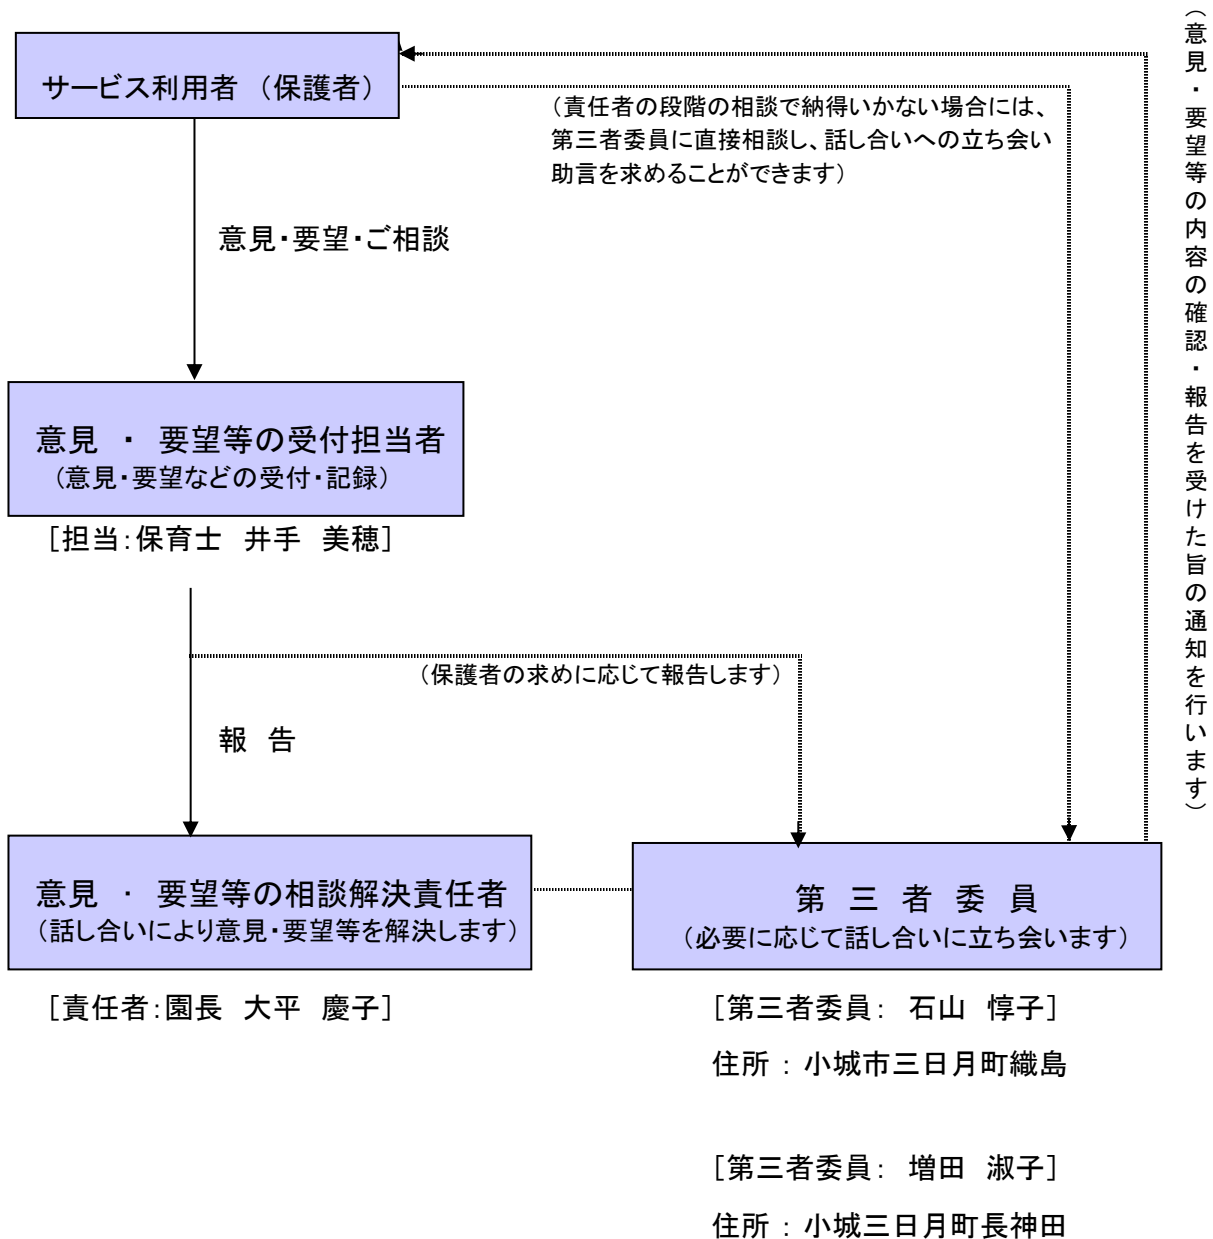 サービス利用者 （保護者）
（責任者の段階の相談で納得いかない場合には、
第三者委員に直接相談し、話し合いへの立ち会い
助言を求めることができます）
（意見・要望等の内容の確認・報告を受けた旨の通知を行います）
意見・要望・ご相談
意見 ・ 要望等の受付担当者
（意見・要望などの受付・記録）
［担当：保育士 井手 美穂］
（保護者の求めに応じて報告します）
報 告
意見 ・ 要望等の相談解決責任者
（話し合いにより意見・要望等を解決します）
［責任者：園長 大平 慶子］
第 三 者 委 員
（必要に応じて話し合いに立ち会います）
［第三者委員： 石山 惇子］
住所 ： 小城市三日月町織島
［第三者委員： 増田 淑子］
住所 ： 小城三日月町長神田